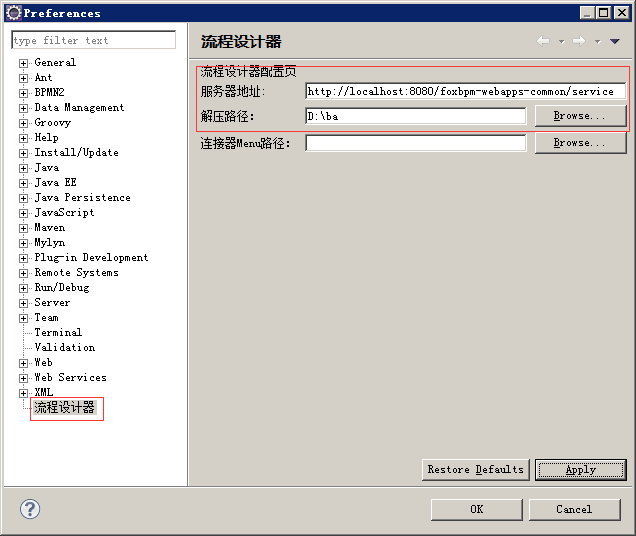 Preferences
type filter text
流程设计器
General
Ant
BPMN2
Data Management
Groovy
Help
Install/Update
Java
Java EE
Java Persistence
JavaScript
Maven
Mylyn
Plug-in Development
Remote Systems
Run/Debug
Server
Team
Terminal
Validation
Web
Web Services
XML
流程设计器
流程设计器配置页
服务器地址: http://localhost:8080/foxbpm-webapps-common/service
解压路径: D:\ba Browse...
连接器Menu路径: Browse...
Restore Defaults Apply
OK Cancel